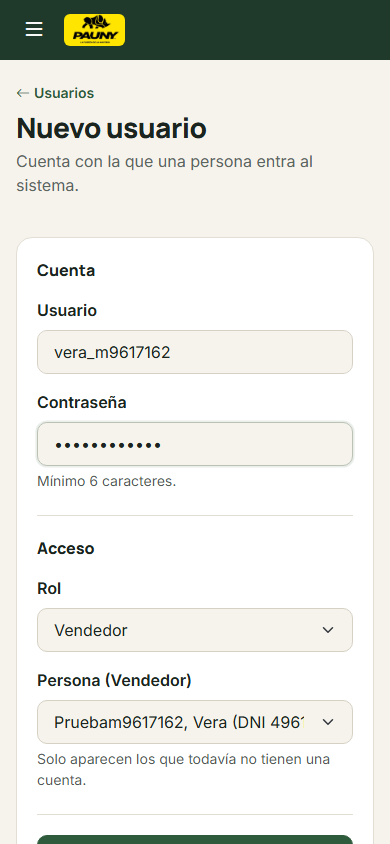 PAUNY
← Usuarios
Nuevo usuario
Cuenta con la que una persona entra al
sistema.
Cuenta
Usuario
vera_m9617162
Contraseña
••••••••••••
Mínimo 6 caracteres.
Acceso
Rol
Vendedor
Persona (Vendedor)
Pruebam9617162, Vera (DNI 496
Solo aparecen los que todavía no tienen una
cuenta.